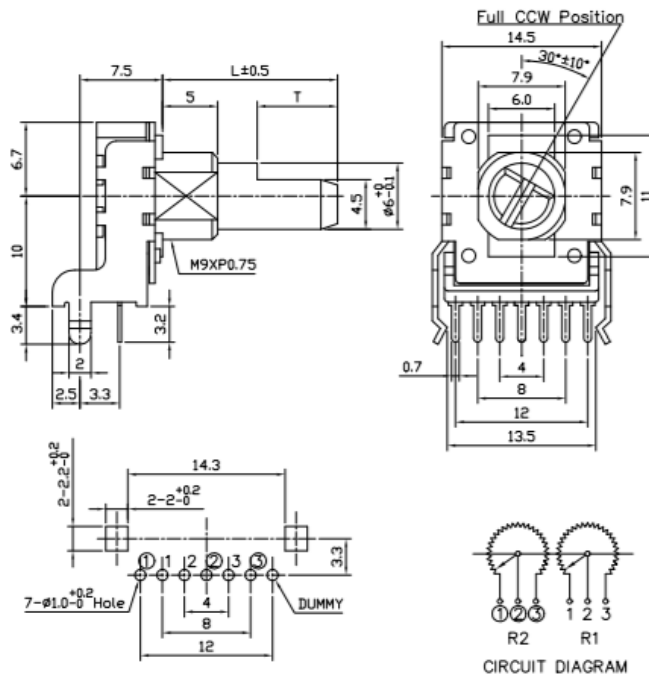 Full CCW Position
14.5
30°±10°
7.9
6.0
7.9
11
0.7
4
8
12
13.5
7.5
L±0.5
5
T
6.7
10
3.4
4.5
ø6 +0 -0.1
M9XP0.75
3.2
2
2.5
3.3
2-2.2 +0.2 -0
14.3
2-2 +0.2 -0
3.3
① 1 2 ② 3 ③
7-ø1.0 +0.2 -0 Hole
DUMMY
4
8
12
① ② ③ 1 2 3
R2 R1
CIRCUIT DIAGRAM